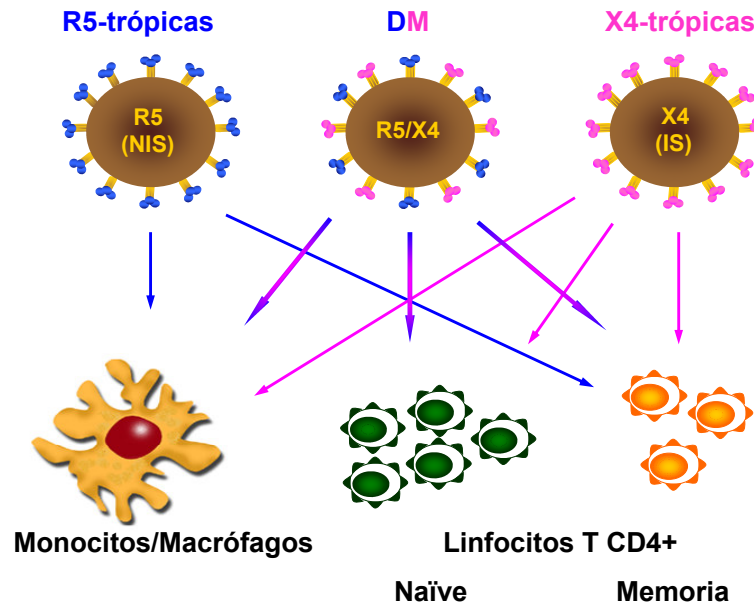 R5-trópicas DM X4-trópicas
R5
(NIS)
R5/X4
X4
(IS)
Monocitos/Macrófagos Linfocitos T CD4+
Naïve Memoria